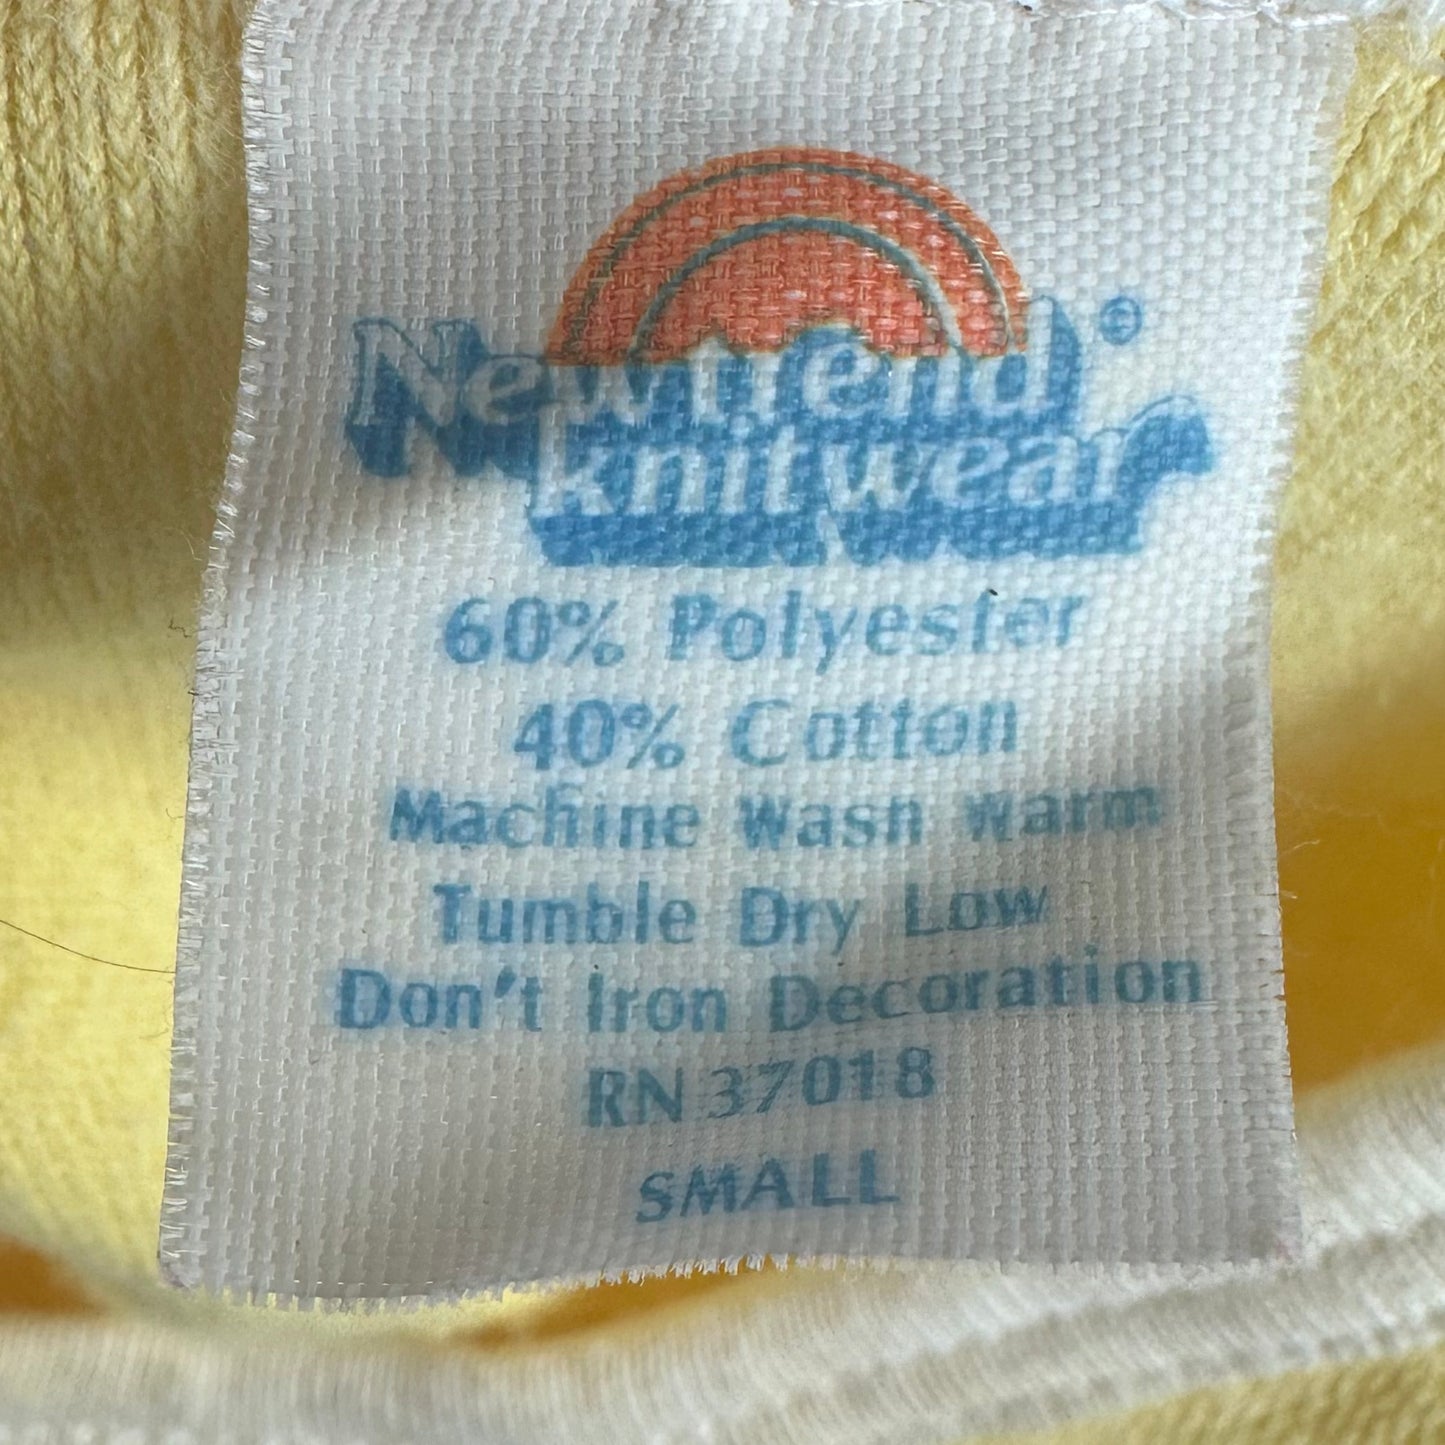 Newtrend ®
knitwear
60% Polyester
40% Cotton
Machine Wash Warm
Tumble Dry Low
Don't Iron Decoration
RN 37018
SMALL